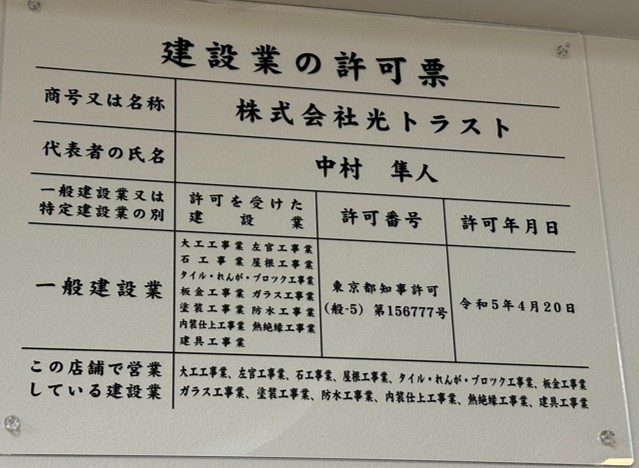 建設業の許可票
商号又は名称
株式会社光トラスト
代表者の氏名
中村 隼人
一般建設業又は
特定建設業の別
許可を受けた
建設業
許可番号
許可年月日
一般建設業
大工工事業 左官工事業
石工事業 屋根工事業
タイル・れんが・ブロック工事業
板金工事業 ガラス工事業
塗装工事業 防水工事業
内装仕上工事業 熱絶縁工事業
建具工事業
東京都知事許可
(般-5) 第156777号
令和5年4月20日
この店舗で営業
している建設業
大工工事業、左官工事業、石工事業、屋根工事業、タイル・れんが・ブロック工事業、板金工事業
ガラス工事業、塗装工事業、防水工事業、内装仕上工事業、熱絶縁工事業、建具工事業